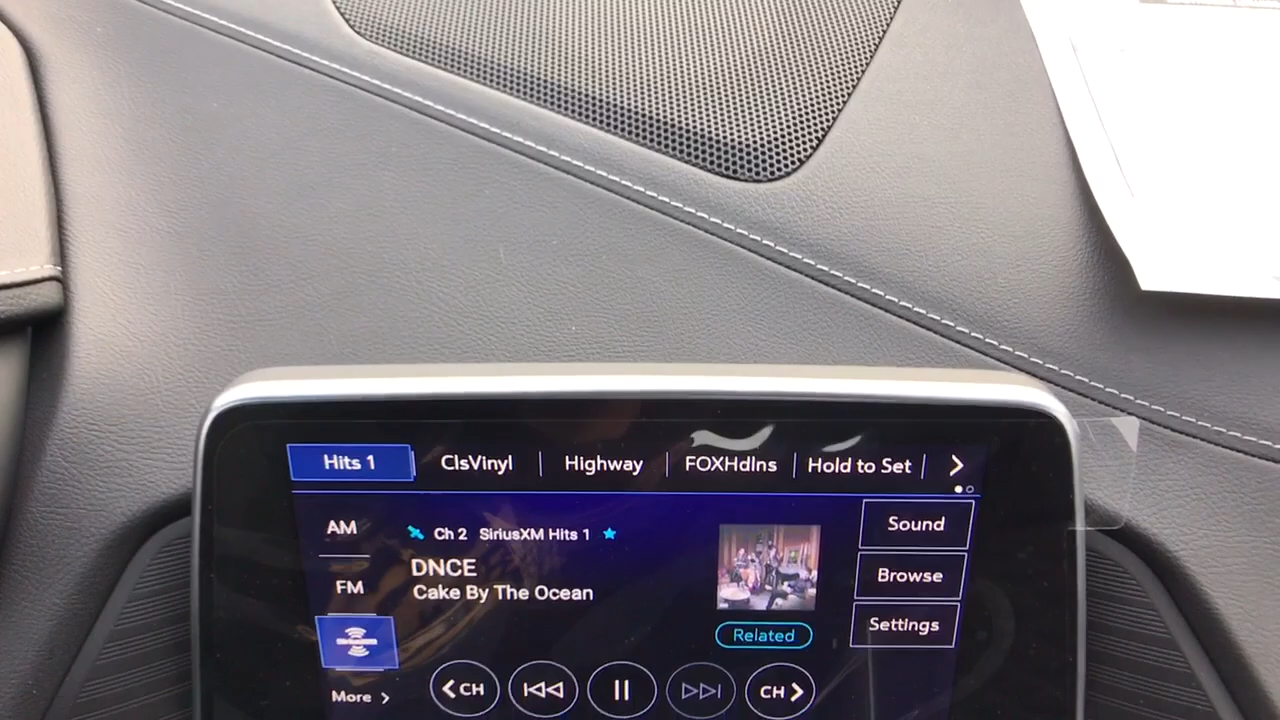 Hits 1
ClsVinyl
Highway
FOXHdlns
Hold to Set
AM
Ch 2 SiriusXM Hits 1
Sound
DNCE
Cake By The Ocean
FM
Browse
Related
Settings
More
CH
CH